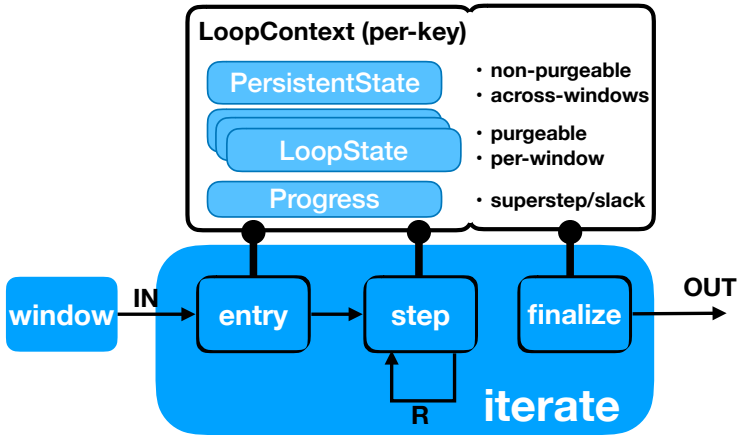 LoopContext (per-key)
PersistentState
· non-purgeable
· across-windows
LoopState
· purgeable
· per-window
Progress
· superstep/slack
window
IN
entry
step
finalize
OUT
R
iterate